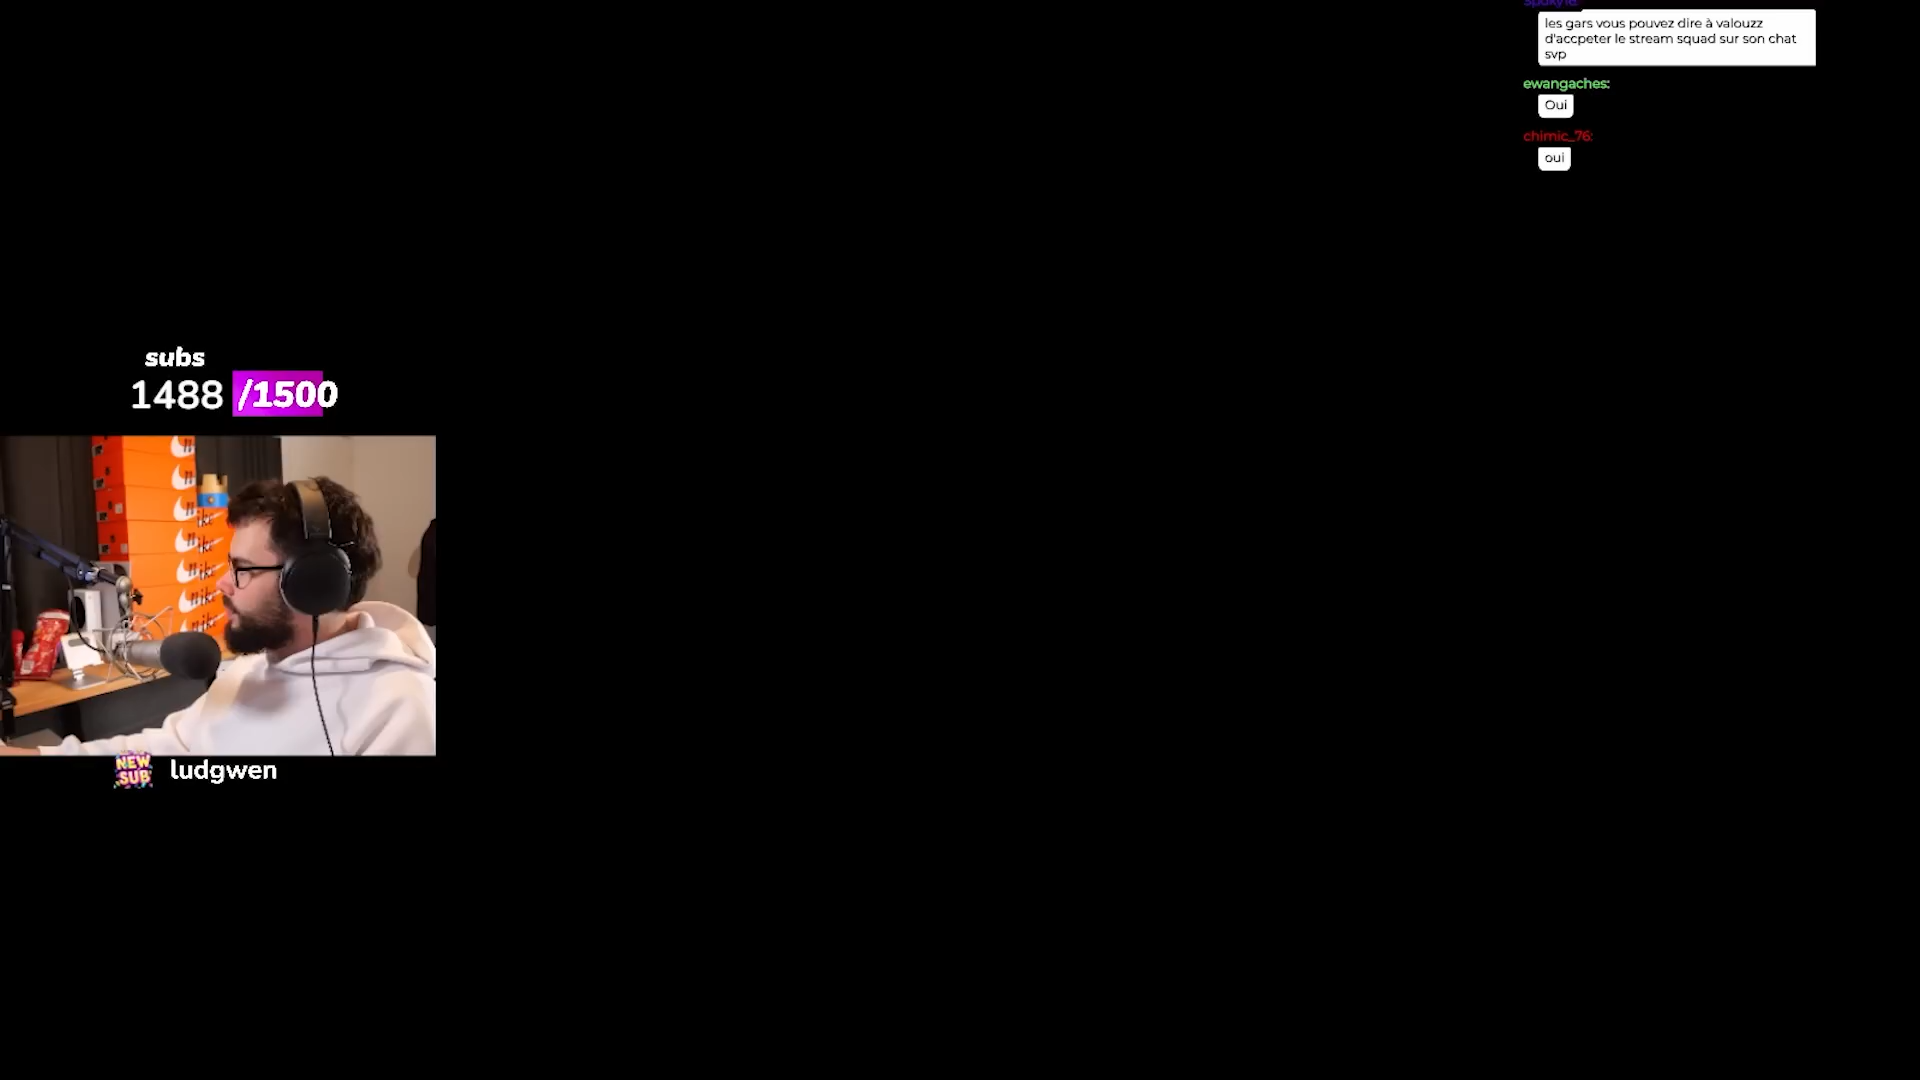 les gars vous pouvez dire à valouzz
d'accpeter le stream squad sur son chat
svp
ewangaches:
Oui
chimic_76:
oui
subs
1488 /1500
NEW
SUB
ludgwen